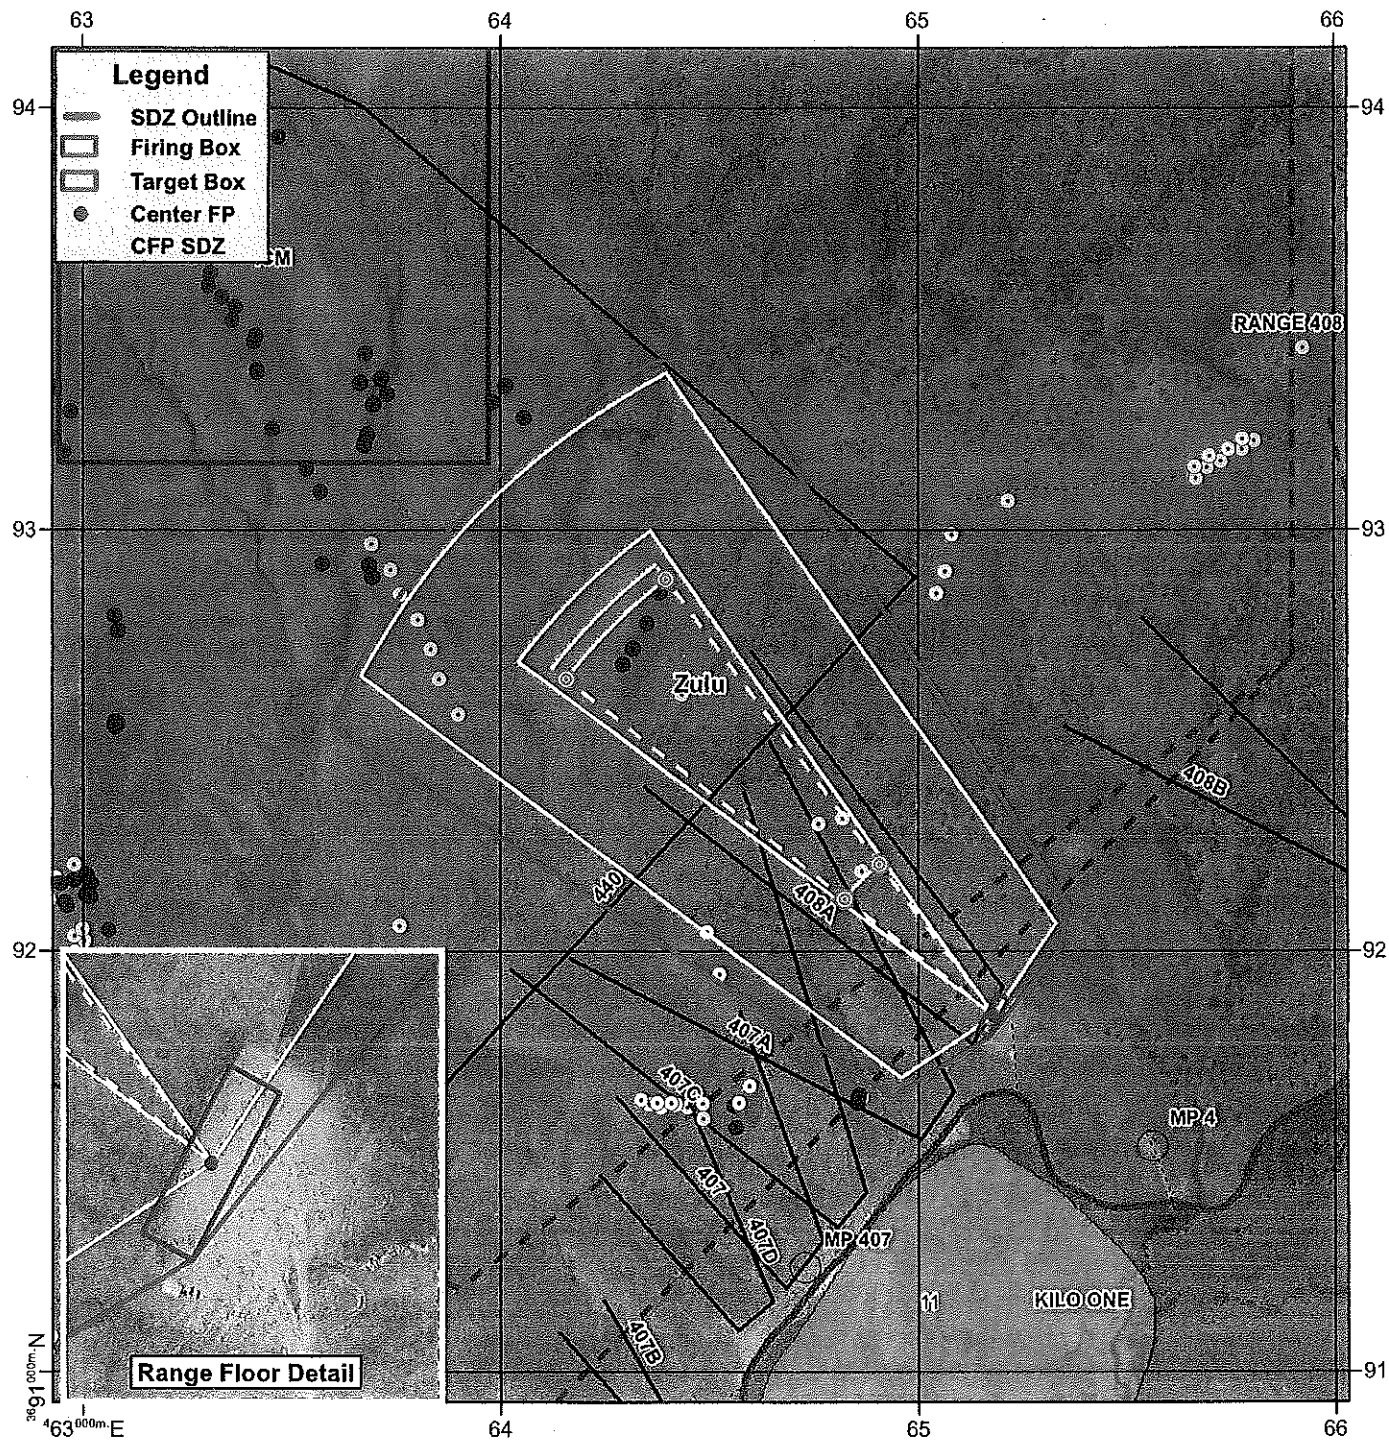 63 64 65 66
Legend
SDZ Outline
Firing Box
Target Box
Center FP
CFP SDZ
94 94
RANGE 408
93 93
Zulu
408B
440
408A
92 92
407A
407C
MP 4
407
407D
MP 407
11
KILO ONE
407B
Range Floor Detail
91
³⁶91⁰⁰⁰ᵐ·N
⁴63⁰⁰⁰ᵐ·E 64 65 66